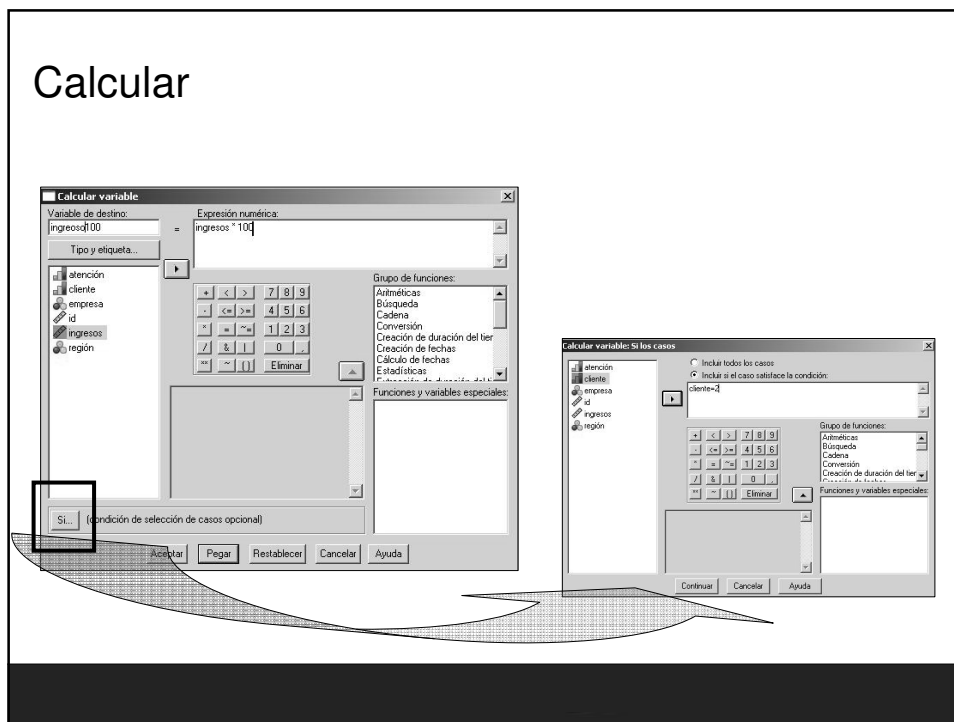 Calcular
Calcular variable
Variable de destino:
ingreoso100
=
Expresión numérica:
ingresos * 100
Tipo y etiqueta...
atención
cliente
empresa
id
ingresos
región
+ < > 7 8 9
- <= >= 4 5 6
* = ~= 1 2 3
/ & | 0 ,
** ~ () Eliminar
Grupo de funciones:
Aritméticas
Búsqueda
Cadena
Conversión
Creación de duración del tier
Creación de fechas
Cálculo de fechas
Estadísticas
Funciones y variables especiales:
Si...
(condición de selección de casos opcional)
Aceptar
Pegar
Restablecer
Cancelar
Ayuda
Calcular variable: Si los casos
atención
cliente
empresa
id
ingresos
región
Incluir todos los casos
Incluir si el caso satisface la condición:
cliente=2
+ < > 7 8 9
- <= >= 4 5 6
* = ~= 1 2 3
/ & | 0 .
** ~ () Eliminar
Grupo de funciones:
Aritméticas
Búsqueda
Cadena
Conversión
Creación de duración del tier
Funciones y variables especiales:
Continuar
Cancelar
Ayuda